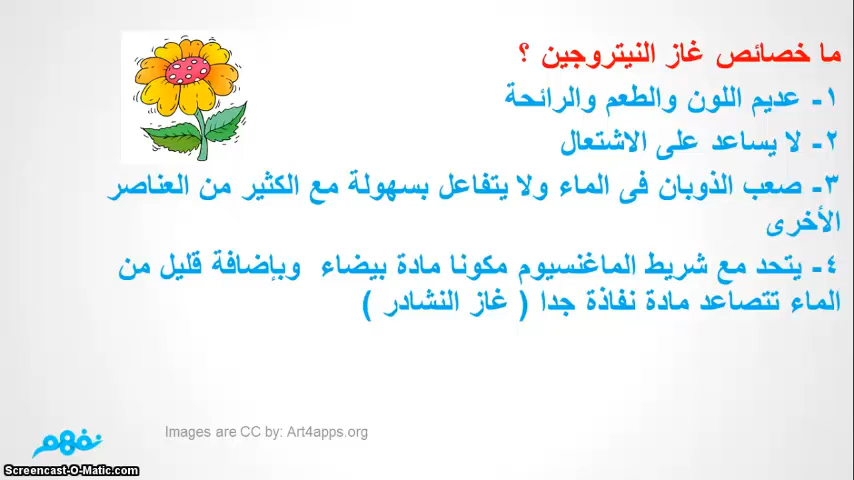 ما خصائص غاز النيتروجين ؟
١- عديم اللون والطعم والرائحة
٢- لا يساعد على الاشتعال
٣- صعب الذوبان فى الماء ولا يتفاعل بسهولة مع الكثير من العناصر
الأخرى
٤- يتحد مع شريط الماغنسيوم مكونا مادة بيضاء وبإضافة قليل من
الماء تتصاعد مادة نفاذة جدا ( غاز النشادر )
Images are CC by: Art4apps.org
نفهم
Screencast-O-Matic.com